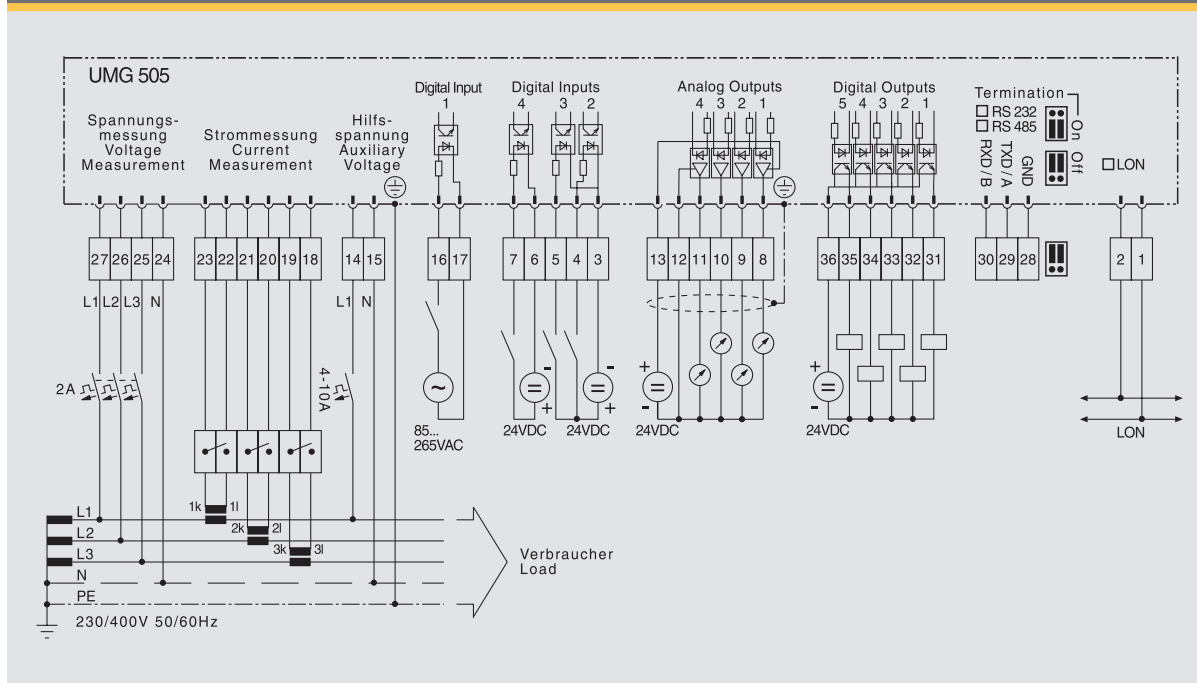 UMG 505
Spannungs-
messung
Voltage
Measurement
Strommessung
Current
Measurement
Hilfs-
spannung
Auxiliary
Voltage
Digital Input
1
Digital Inputs
4 3 2
Analog Outputs
4 3 2 1
Digital Outputs
5 4 3 2 1
Termination
RS 232
RS 485
On
Off
RXD / B
TXD / A
GND
LON
27 26 25 24
23 22 21 20 19 18
14 15
16 17
7 6 5 4 3
13 12 11 10 9 8
36 35 34 33 32 31
30 29 28
2 1
L1 L2 L3 N
L1 N
2A
4-10A
~
85...
265VAC
= - +
24VDC
= - +
24VDC
+ = -
24VDC
+ = -
24VDC
LON
1k 1l
2k 2l
3k 3l
L1
L2
L3
N
PE
230/400V 50/60Hz
Verbraucher
Load